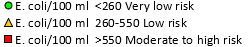 E. coli/100 ml <260 Very low risk
E. coli/100 ml 260-550 Low risk
E. coli/100 ml >550 Moderate to high risk